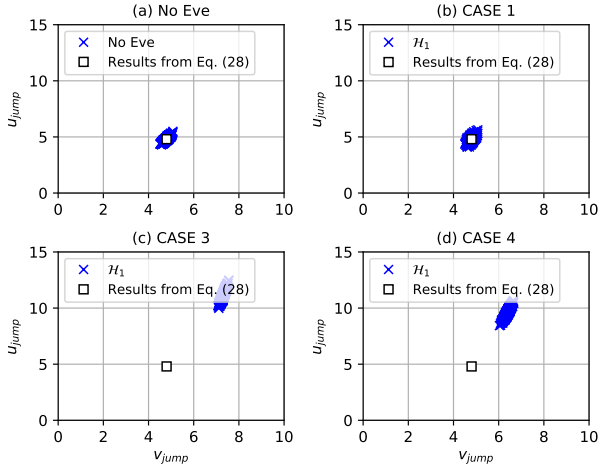 (a) No Eve
15
10
5
0
0 2 4 6 8 10
u_jump
No Eve
Results from Eq. (28)
(b) CASE 1
15
10
5
0
0 2 4 6 8 10
u_jump
ℋ₁
Results from Eq. (28)
(c) CASE 3
15
10
5
0
0 2 4 6 8 10
u_jump
v_jump
ℋ₁
Results from Eq. (28)
(d) CASE 4
15
10
5
0
0 2 4 6 8 10
u_jump
v_jump
ℋ₁
Results from Eq. (28)